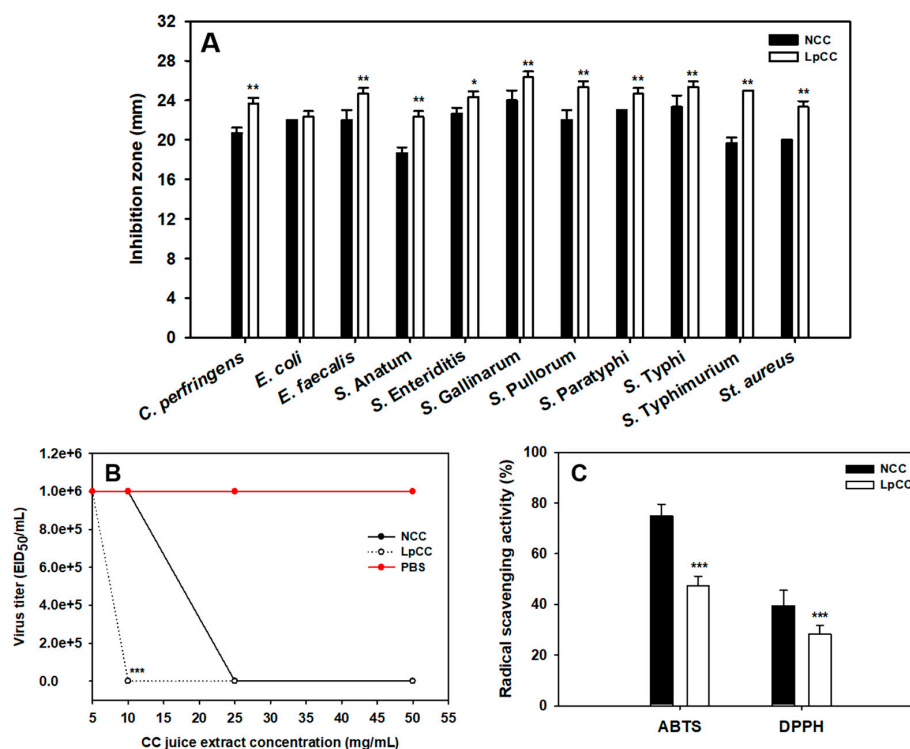 A
NCC
LpCC
Inhibition zone (mm)
32
28
24
20
16
12
8
4
0
** ** ** * ** ** ** ** ** **
C. perfringens
E. coli
E. faecalis
S. Anatum
S. Enteriditis
S. Gallinarum
S. Pullorum
S. Paratyphi
S. Typhi
S. Typhimurium
St. aureus
B
Virus titer (EID50/mL)
1.2e+6
1.0e+6
8.0e+5
6.0e+5
4.0e+5
2.0e+5
0.0
NCC
LpCC
PBS
***
5 10 15 20 25 30 35 40 45 50 55
CC juice extract concentration (mg/mL)
C
NCC
LpCC
Radical scavenging activity (%)
100
80
60
40
20
0
***
***
ABTS DPPH